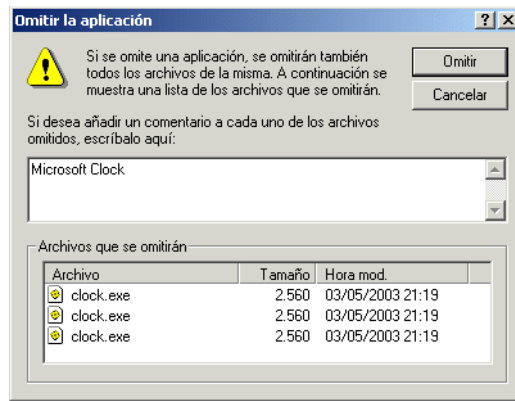 Omitir la aplicación
Si se omite una aplicación, se omitirán también
todos los archivos de la misma. A continuación se
muestra una lista de los archivos que se omitirán.
Omitir
Cancelar
Si desea añadir un comentario a cada uno de los archivos
omitidos, escríbalo aquí:
Microsoft Clock
Archivos que se omitirán
Archivo Tamaño Hora mod.
clock.exe 2.560 03/05/2003 21:19
clock.exe 2.560 03/05/2003 21:19
clock.exe 2.560 03/05/2003 21:19